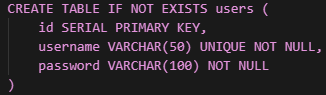 CREATE TABLE IF NOT EXISTS users (
    id SERIAL PRIMARY KEY,
    username VARCHAR(50) UNIQUE NOT NULL,
    password VARCHAR(100) NOT NULL
)